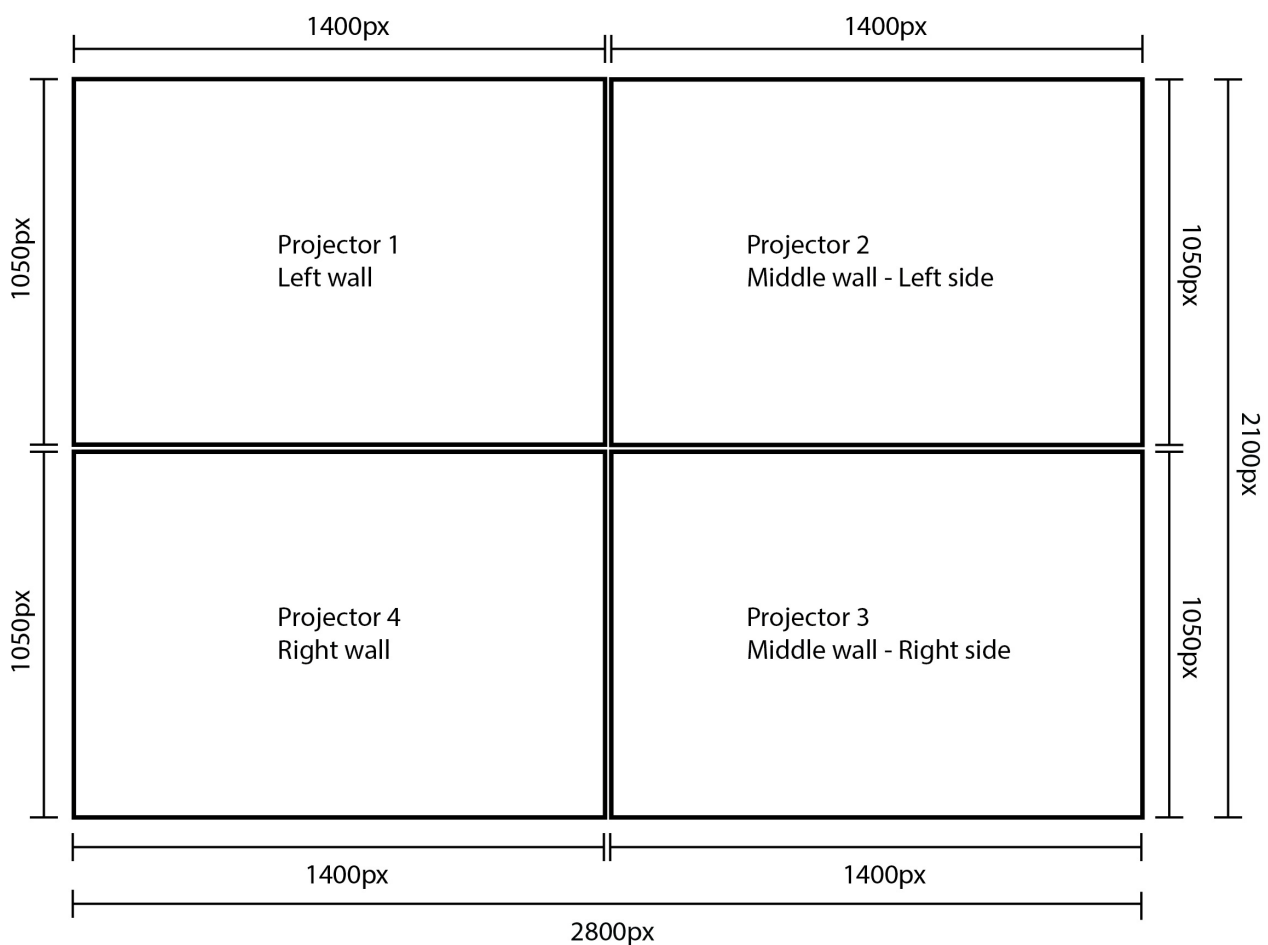 1400px
1400px
1050px
Projector 1
Left wall
Projector 2
Middle wall - Left side
1050px
2100px
1050px
Projector 4
Right wall
Projector 3
Middle wall - Right side
1050px
1400px
1400px
2800px